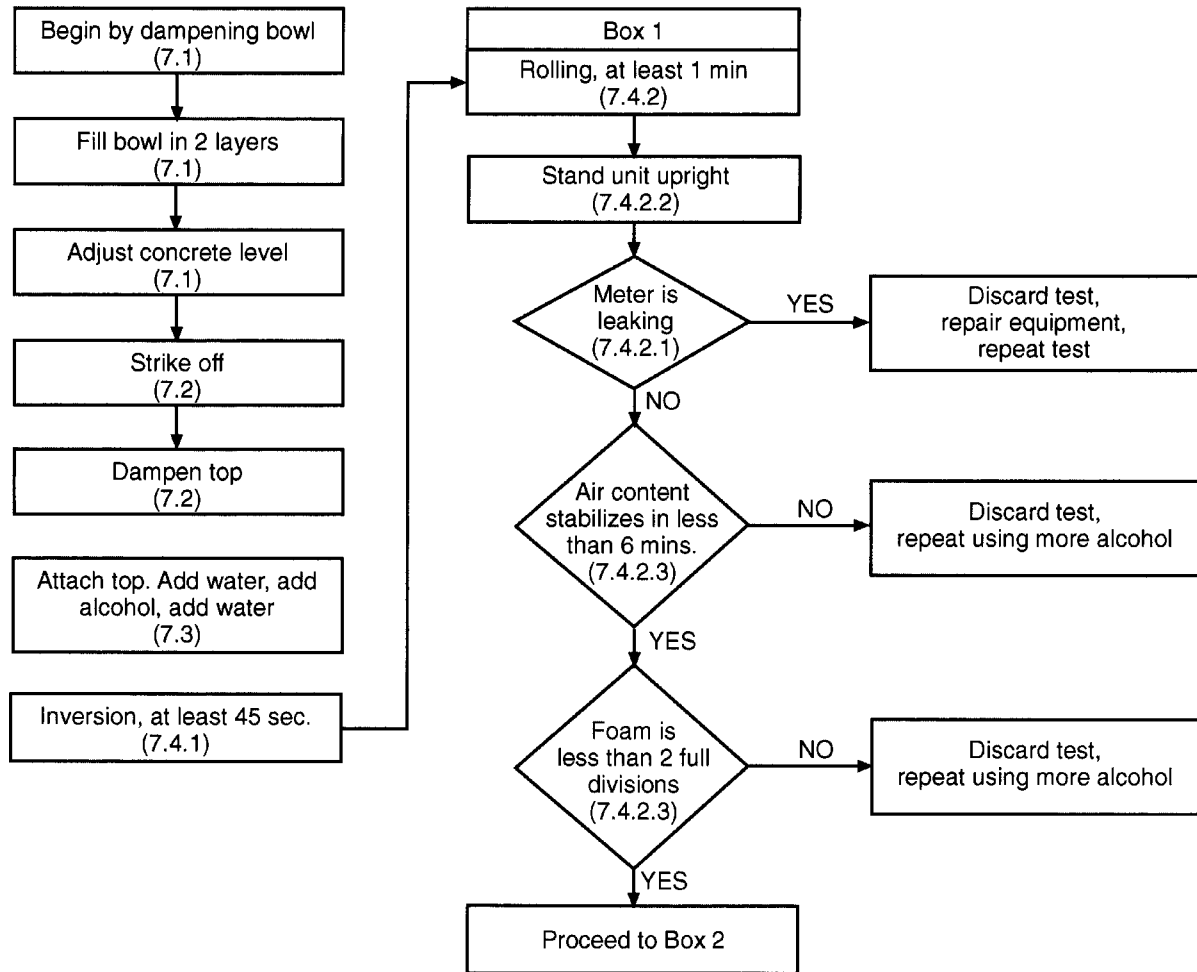 Begin by dampening bowl
(7.1)
Fill bowl in 2 layers
(7.1)
Adjust concrete level
(7.1)
Strike off
(7.2)
Dampen top
(7.2)
Attach top. Add water, add
alcohol, add water
(7.3)
Inversion, at least 45 sec.
(7.4.1)
Box 1
Rolling, at least 1 min
(7.4.2)
Stand unit upright
(7.4.2.2)
Meter is
leaking
(7.4.2.1)
YES
Discard test,
repair equipment,
repeat test
NO
Air content
stabilizes in less
than 6 mins.
(7.4.2.3)
NO
Discard test,
repeat using more alcohol
YES
Foam is
less than 2 full
divisions
(7.4.2.3)
NO
Discard test,
repeat using more alcohol
YES
Proceed to Box 2